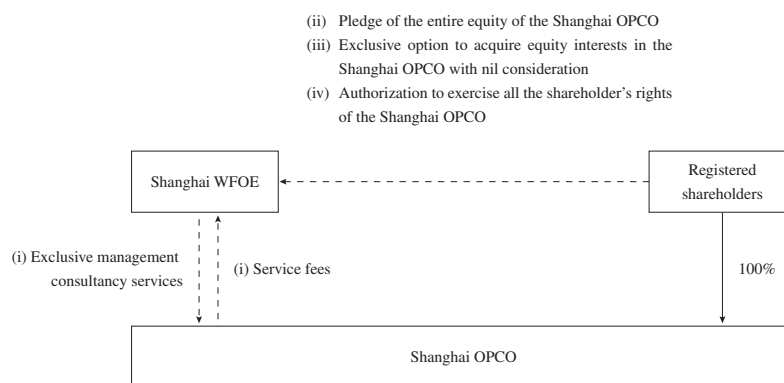 (ii) Pledge of the entire equity of the Shanghai OPCO
(iii) Exclusive option to acquire equity interests in the
Shanghai OPCO with nil consideration
(iv) Authorization to exercise all the shareholder's rights
of the Shanghai OPCO
Shanghai WFOE
Registered
shareholders
(i) Exclusive management
consultancy services
(i) Service fees
100%
Shanghai OPCO